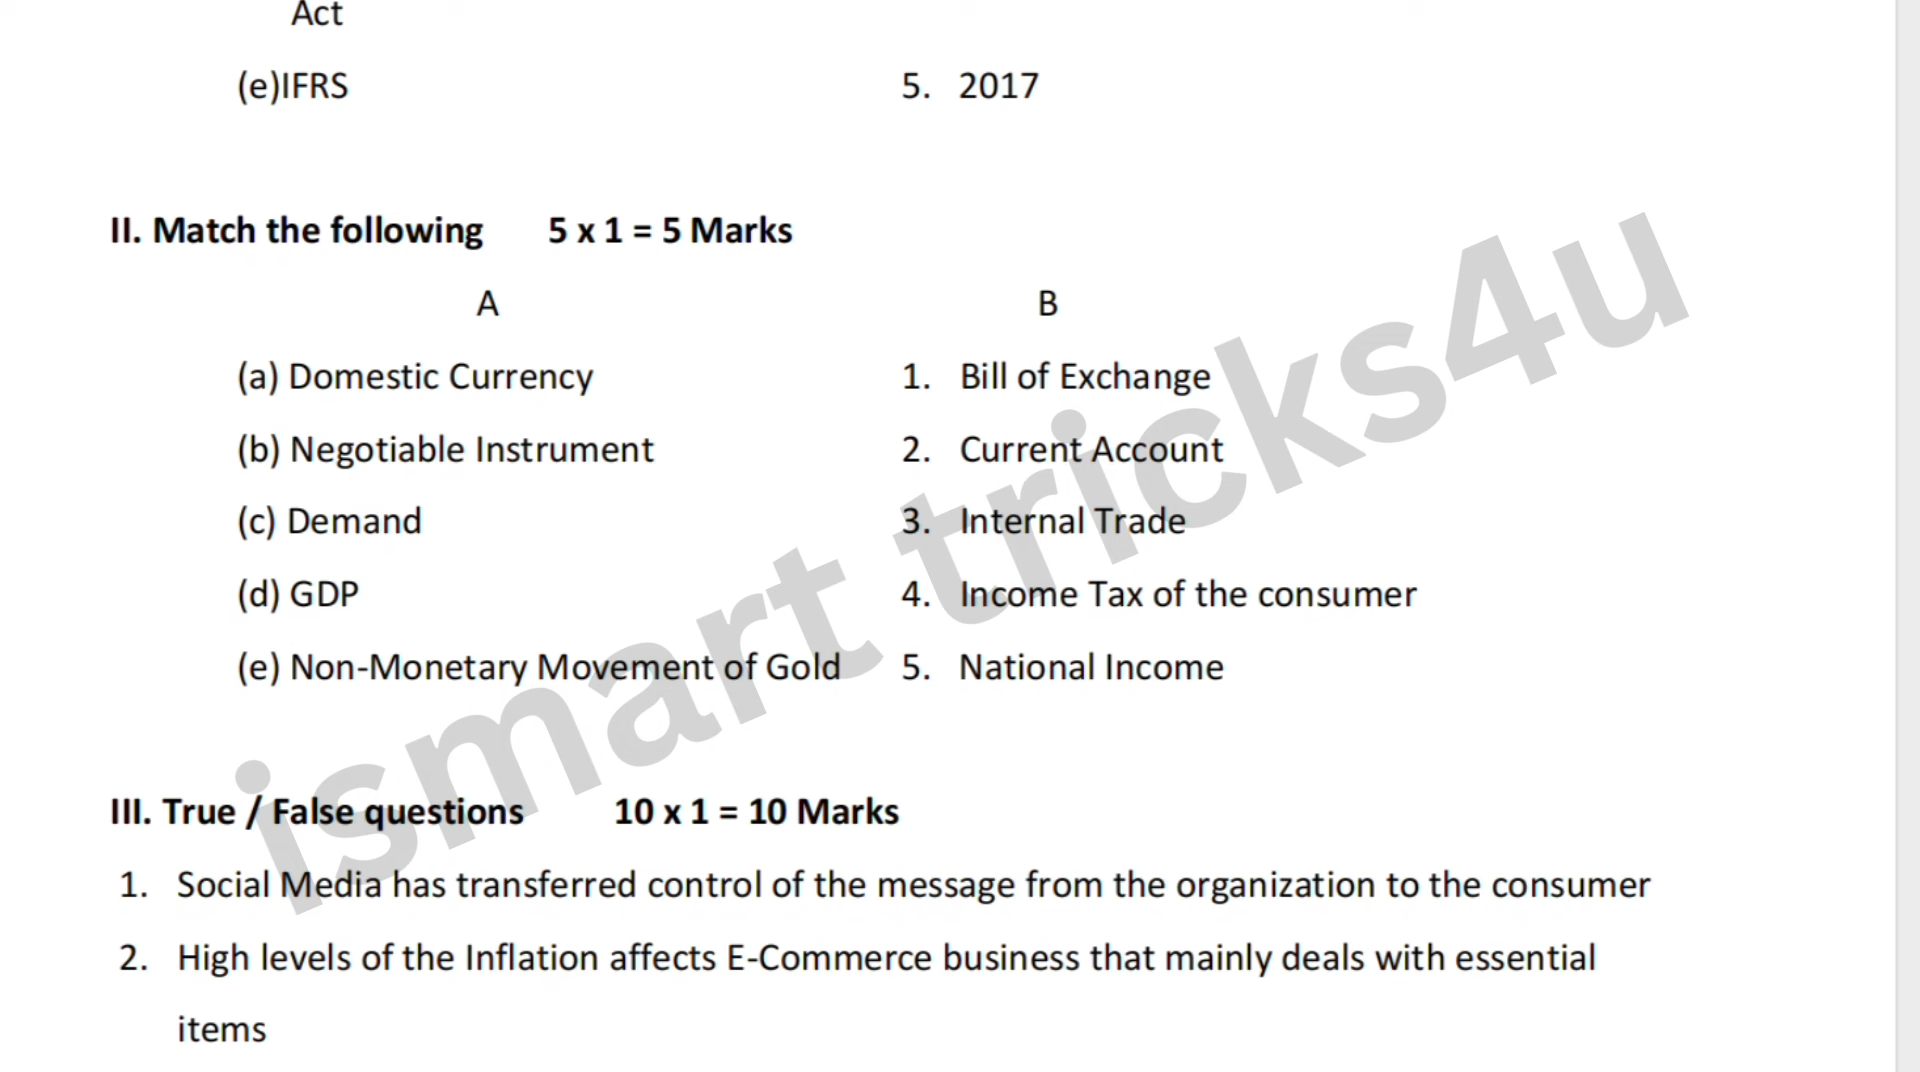 Act
(e)IFRS 5. 2017
II. Match the following 5 x 1 = 5 Marks
A B
(a) Domestic Currency 1. Bill of Exchange
(b) Negotiable Instrument 2. Current Account
(c) Demand 3. Internal Trade
(d) GDP 4. Income Tax of the consumer
(e) Non-Monetary Movement of Gold 5. National Income
III. True / False questions 10 x 1 = 10 Marks
1. Social Media has transferred control of the message from the organization to the consumer
2. High levels of the Inflation affects E-Commerce business that mainly deals with essential
items
ismart tricks4u